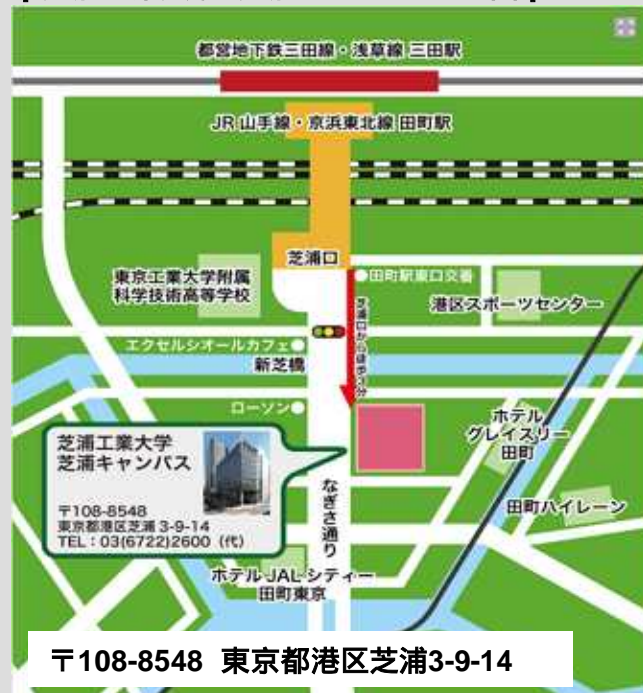 都営地下鉄三田線・浅草線 三田駅
JR 山手線・京浜東北線 田町駅
芝浦口
田町駅東口交番
東京工業大学附属
科学技術高等学校
港区スポーツセンター
芝浦口から徒歩3分
エクセルシオールカフェ
新芝橋
ローソン
ホテル
グレイスリー
田町
芝浦工業大学
芝浦キャンパス
〒108-8548
東京都港区芝浦 3-9-14
TEL：03(6722)2600（代）
なぎさ通り
田町ハイレーン
ホテル JAL シティー
田町東京
〒108-8548 東京都港区芝浦3-9-14